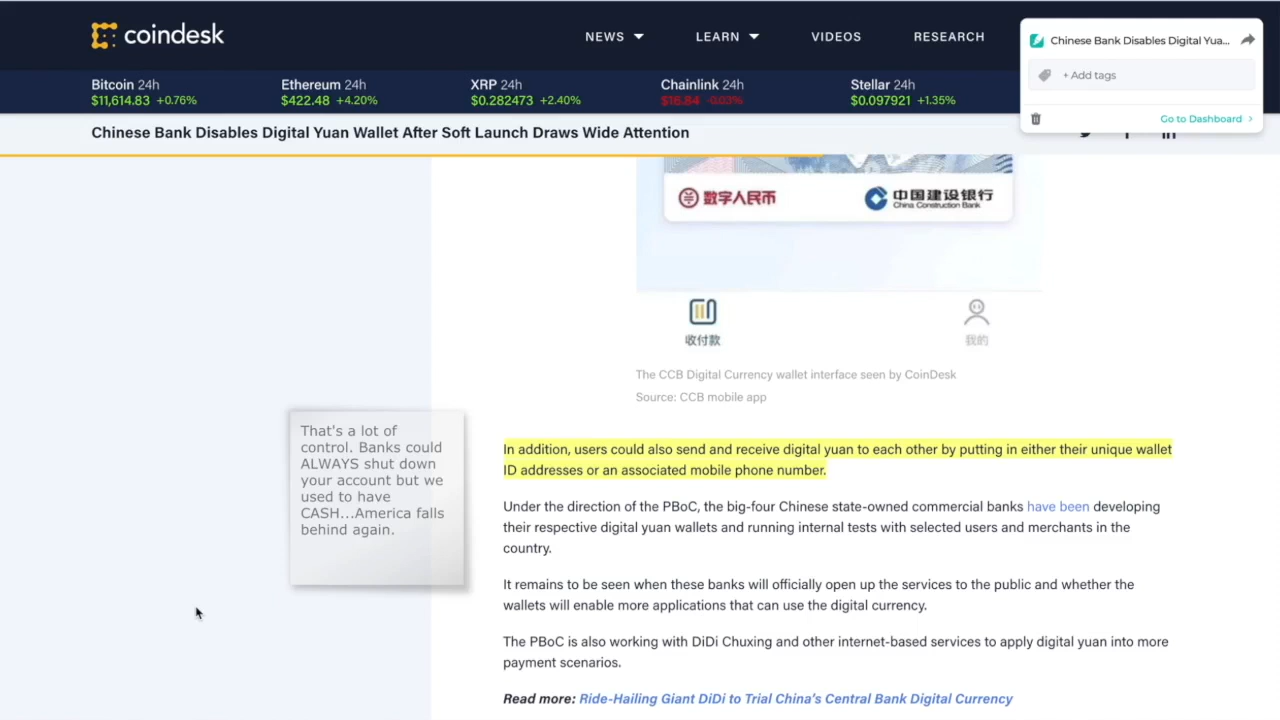 coindesk
NEWS
LEARN
VIDEOS
RESEARCH
Chinese Bank Disables Digital Yua...
+ Add tags
Go to Dashboard >
Bitcoin 24h
$11,614.83 +0.76%
Ethereum 24h
$422.48 +4.20%
XRP 24h
$0.282473 +2.40%
Chainlink 24h
$16.84 -0.03%
Stellar 24h
$0.097921 +1.35%
Chinese Bank Disables Digital Yuan Wallet After Soft Launch Draws Wide Attention
数字人民币
中国建设银行
China Construction Bank
收付款
我的
The CCB Digital Currency wallet interface seen by CoinDesk
Source: CCB mobile app
That's a lot of
control. Banks could
ALWAYS shut down
your account but we
used to have
CASH...America falls
behind again.
In addition, users could also send and receive digital yuan to each other by putting in either their unique wallet
ID addresses or an associated mobile phone number.
Under the direction of the PBoC, the big-four Chinese state-owned commercial banks have been developing
their respective digital yuan wallets and running internal tests with selected users and merchants in the
country.
It remains to be seen when these banks will officially open up the services to the public and whether the
wallets will enable more applications that can use the digital currency.
The PBoC is also working with DiDi Chuxing and other internet-based services to apply digital yuan into more
payment scenarios.
Read more: Ride-Hailing Giant DiDi to Trial China's Central Bank Digital Currency